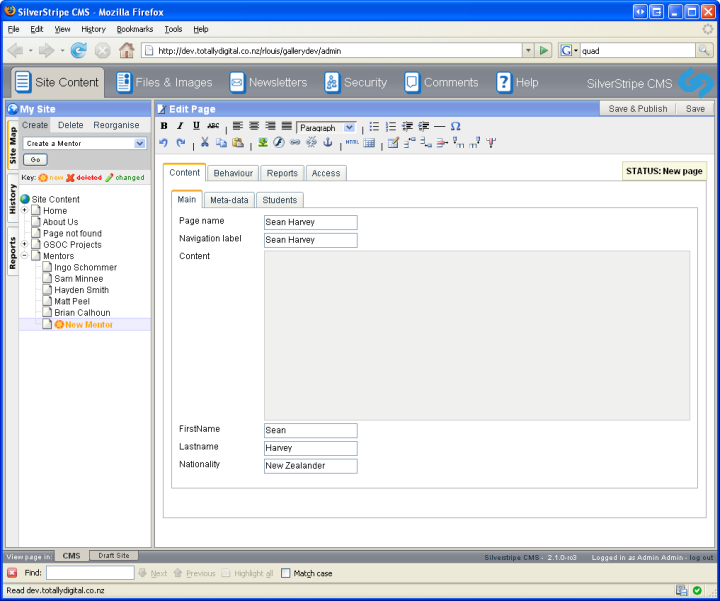 SilverStripe CMS - Mozilla Firefox
File Edit View History Bookmarks Tools Help
http://dev.totallydigital.co.nz/rlouis/gallerydev/admin
G quad
Site Content Files & Images Newsletters Security Comments Help SilverStripe CMS
My Site
Edit Page Save & Publish Save
Create Delete Reorganise
B I U ABC Paragraph Ω
Create a Mentor
HTML
Go
Key: new deleted changed
Site Map
History
Reports
Site Content
Home
About Us
Page not found
GSOC Projects
Mentors
Ingo Schommer
Sam Minnee
Hayden Smith
Matt Peel
Brian Calhoun
New Mentor
Content Behaviour Reports Access
STATUS: New page
Main Meta-data Students
Page name Sean Harvey
Navigation label Sean Harvey
Content
FirstName Sean
Lastname Harvey
Nationality New Zealander
View page in: CMS Draft Site
Silverstripe CMS - 2.1.0-rc3 Logged in as Admin Admin - log out
Find: Next Previous Highlight all Match case
Read dev.totallydigital.co.nz